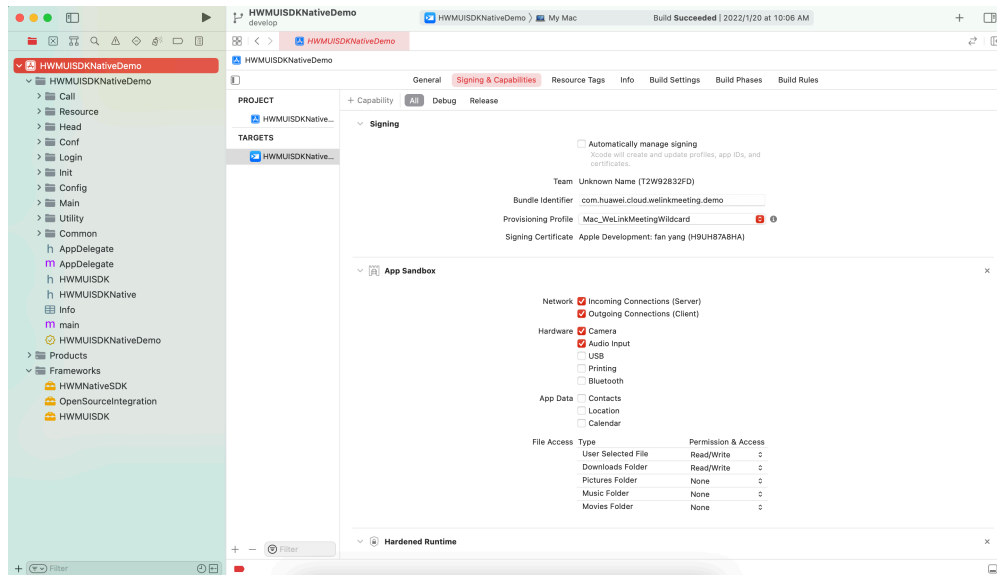 HWMUISDKNativeDemo
develop
HWMUISDKNativeDemo 〉 My Mac
Build Succeeded | 2022/1/20 at 10:06 AM
HWMUISDKNativeDemo
HWMUISDKNativeDemo
General Signing & Capabilities Resource Tags Info Build Settings Build Phases Build Rules
HWMUISDKNativeDemo
HWMUISDKNativeDemo
Call
Resource
Head
Conf
Login
Init
Config
Main
Utility
Common
h AppDelegate
m AppDelegate
h HWMUISDK
h HWMUISDKNative
Info
m main
HWMUISDKNativeDemo
Products
Frameworks
HWMNativeSDK
OpenSourceIntegration
HWMUISDK
Filter
PROJECT
HWMUISDKNative...
TARGETS
HWMUISDKNative...
Filter
+ Capability All Debug Release
Signing
Automatically manage signing
Xcode will create and update profiles, app IDs, and
certificates.
Team Unknown Name (T2W92832FD)
Bundle Identifier com.huawei.cloud.welinkmeeting.demo
Provisioning Profile Mac_WeLinkMeetingWildcard
Signing Certificate Apple Development: fan yang (H9UH87A8HA)
App Sandbox
Network Incoming Connections (Server)
Outgoing Connections (Client)
Hardware Camera
Audio Input
USB
Printing
Bluetooth
App Data Contacts
Location
Calendar
File Access Type Permission & Access
User Selected File Read/Write
Downloads Folder Read/Write
Pictures Folder None
Music Folder None
Movies Folder None
Hardened Runtime